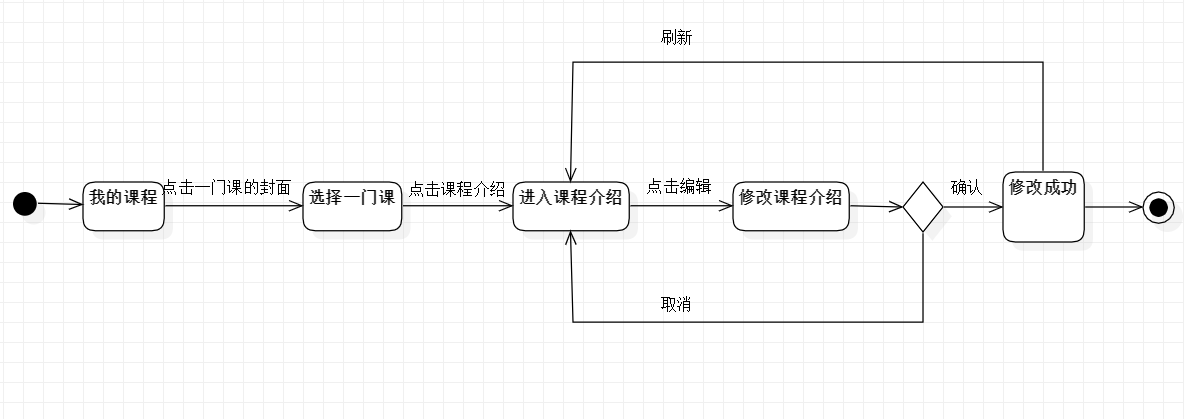 刷新
我的课程
点击一门课的封面
选择一门课
点击课程介绍
进入课程介绍
点击编辑
修改课程介绍
确认
修改成功
取消